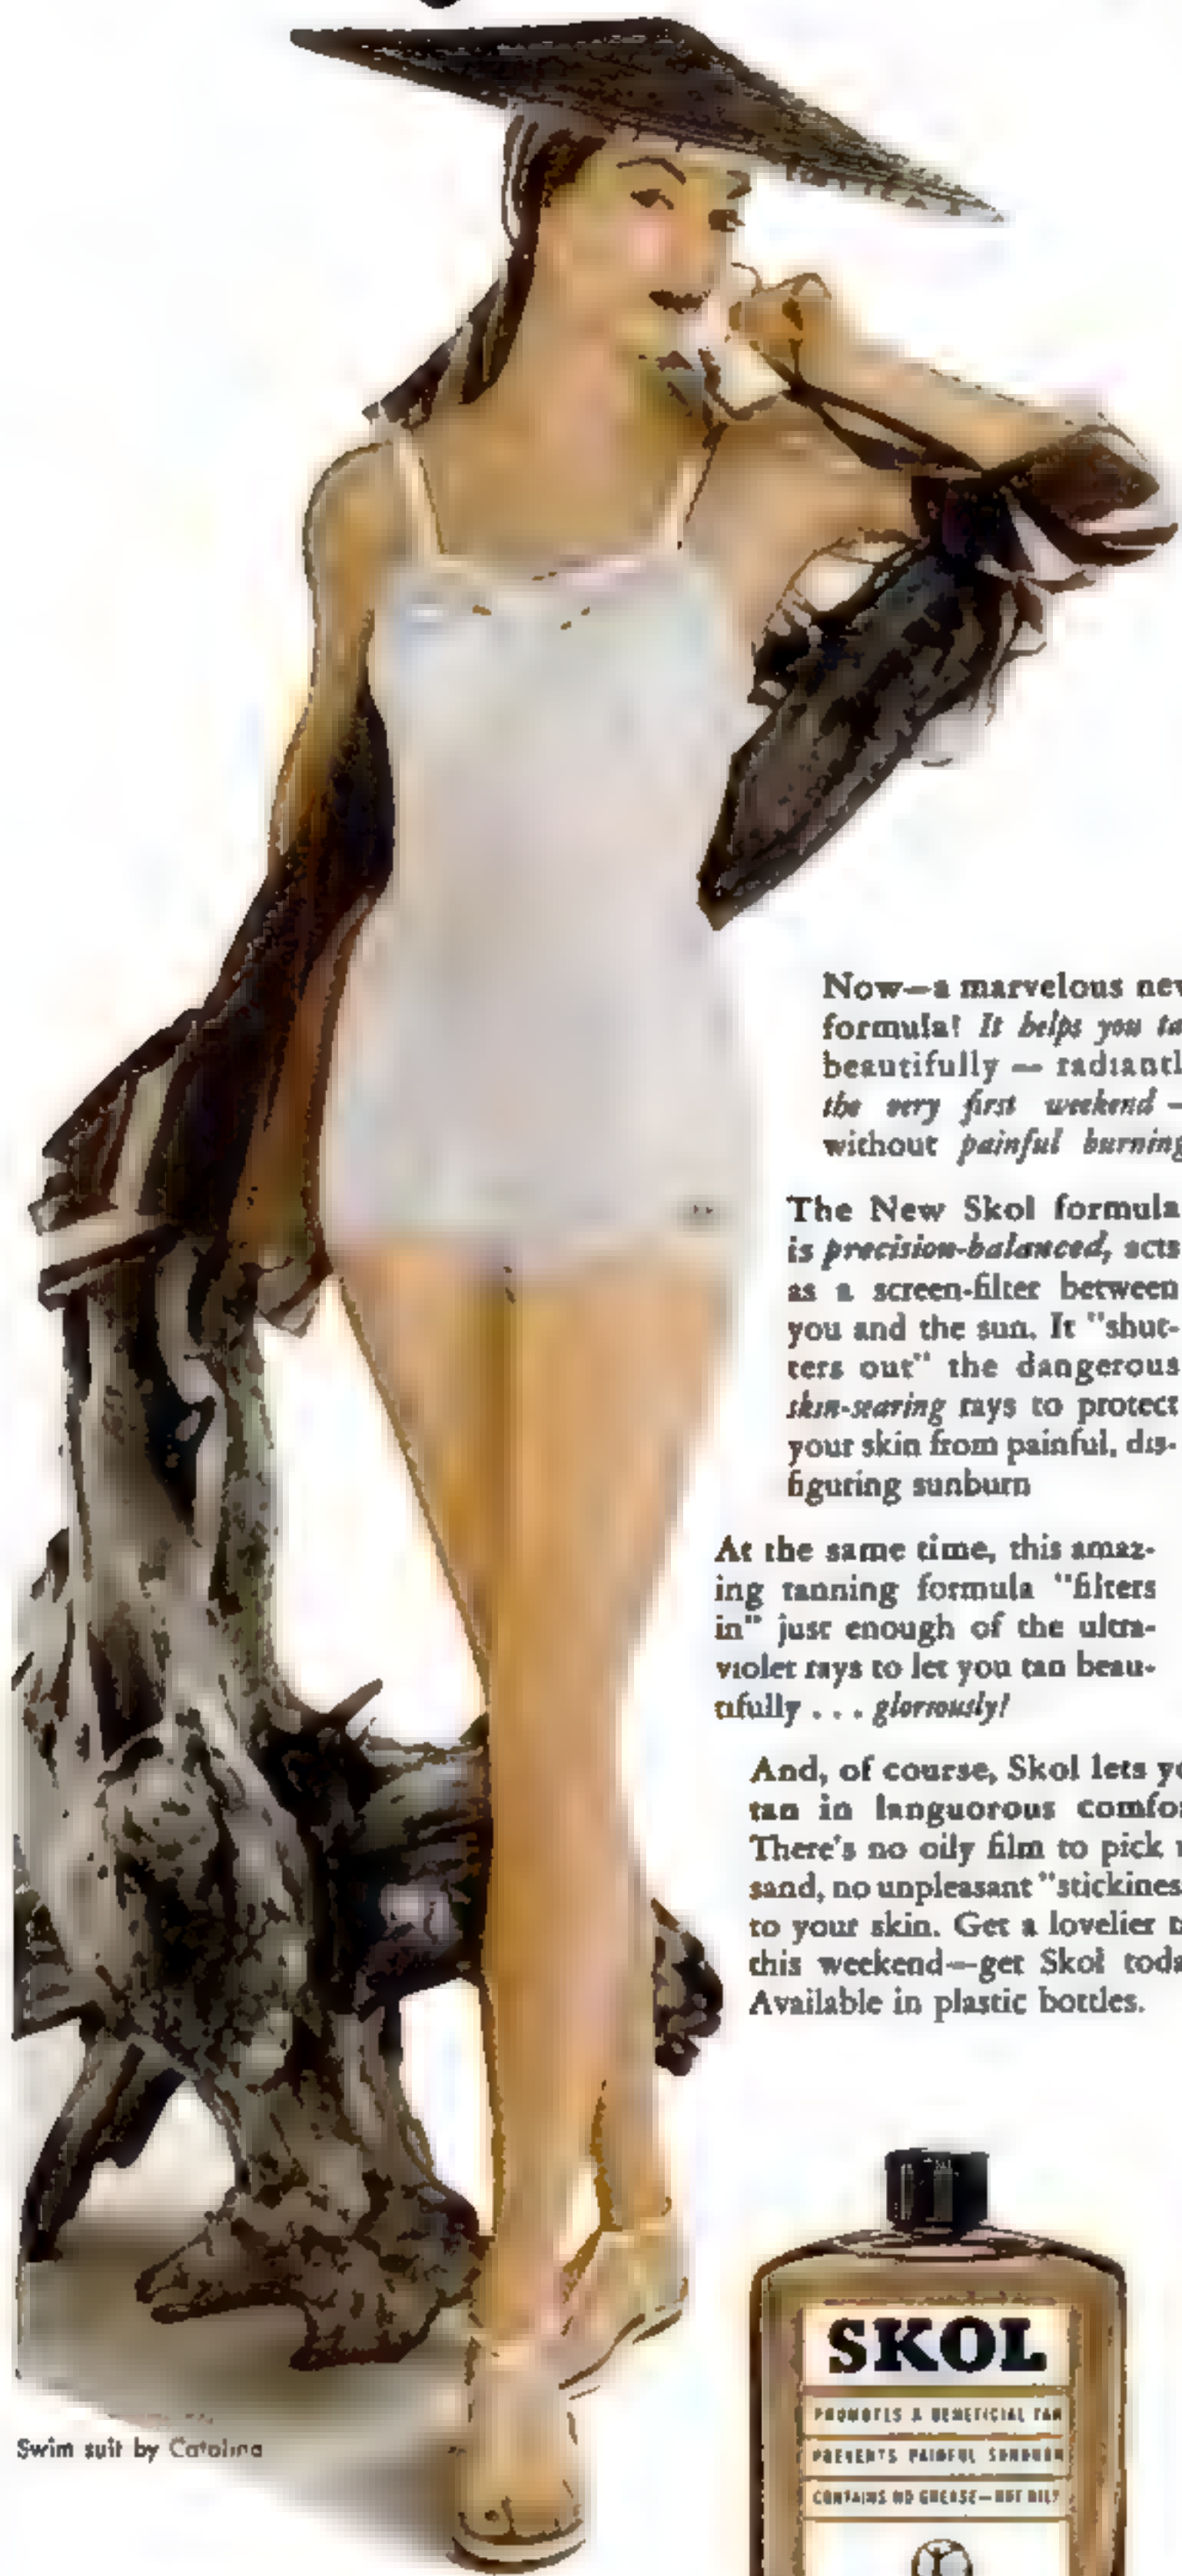 Now—a marvelous new
formula! It helps you ta
beautifully — radiantl
the very first weekend —
without painful burning
The New Skol formula
is precision-balanced, acts
as a screen-filter between
you and the sun. It "shut-
ters out" the dangerous
skin-searing rays to protect
your skin from painful, dis-
figuring sunburn
At the same time, this amaz-
ing tanning formula "filters
in" just enough of the ultra-
violet rays to let you tan beau-
tifully . . . gloriously!
And, of course, Skol lets yo
tan in languorous comfor
There's no oily film to pick u
sand, no unpleasant "stickines
to your skin. Get a lovelier t
this weekend—get Skol toda
Available in plastic bottles.
SKOL
PROMOTES A BENEFICIAL TAN
PREVENTS PAINFUL SUNBURN
CONTAINS NO GREASE—NOT OILY
Swim suit by Catalina